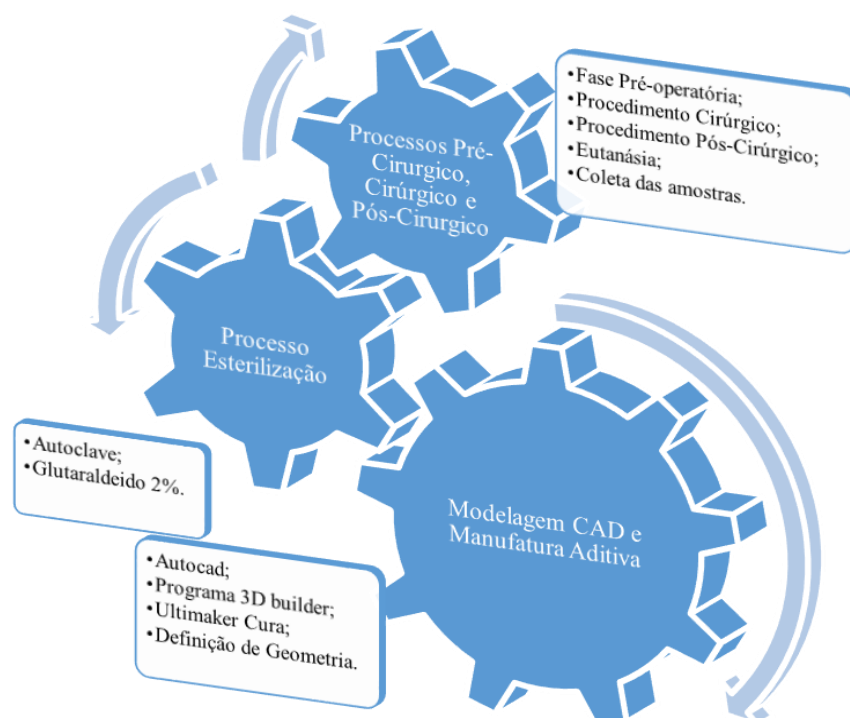 Processos Pré-
Cirurgico,
Cirúrgico e
Pós-Cirurgico
•Fase Pré-operatória;
•Procedimento Cirúrgico;
•Procedimento Pós-Cirúrgico;
•Eutanásia;
•Coleta das amostras.
Processo
Esterilização
•Autoclave;
•Glutaraldeido 2%.
Modelagem CAD e
Manufatura Aditiva
•Autocad;
•Programa 3D builder;
•Ultimaker Cura;
•Definição de Geometria.